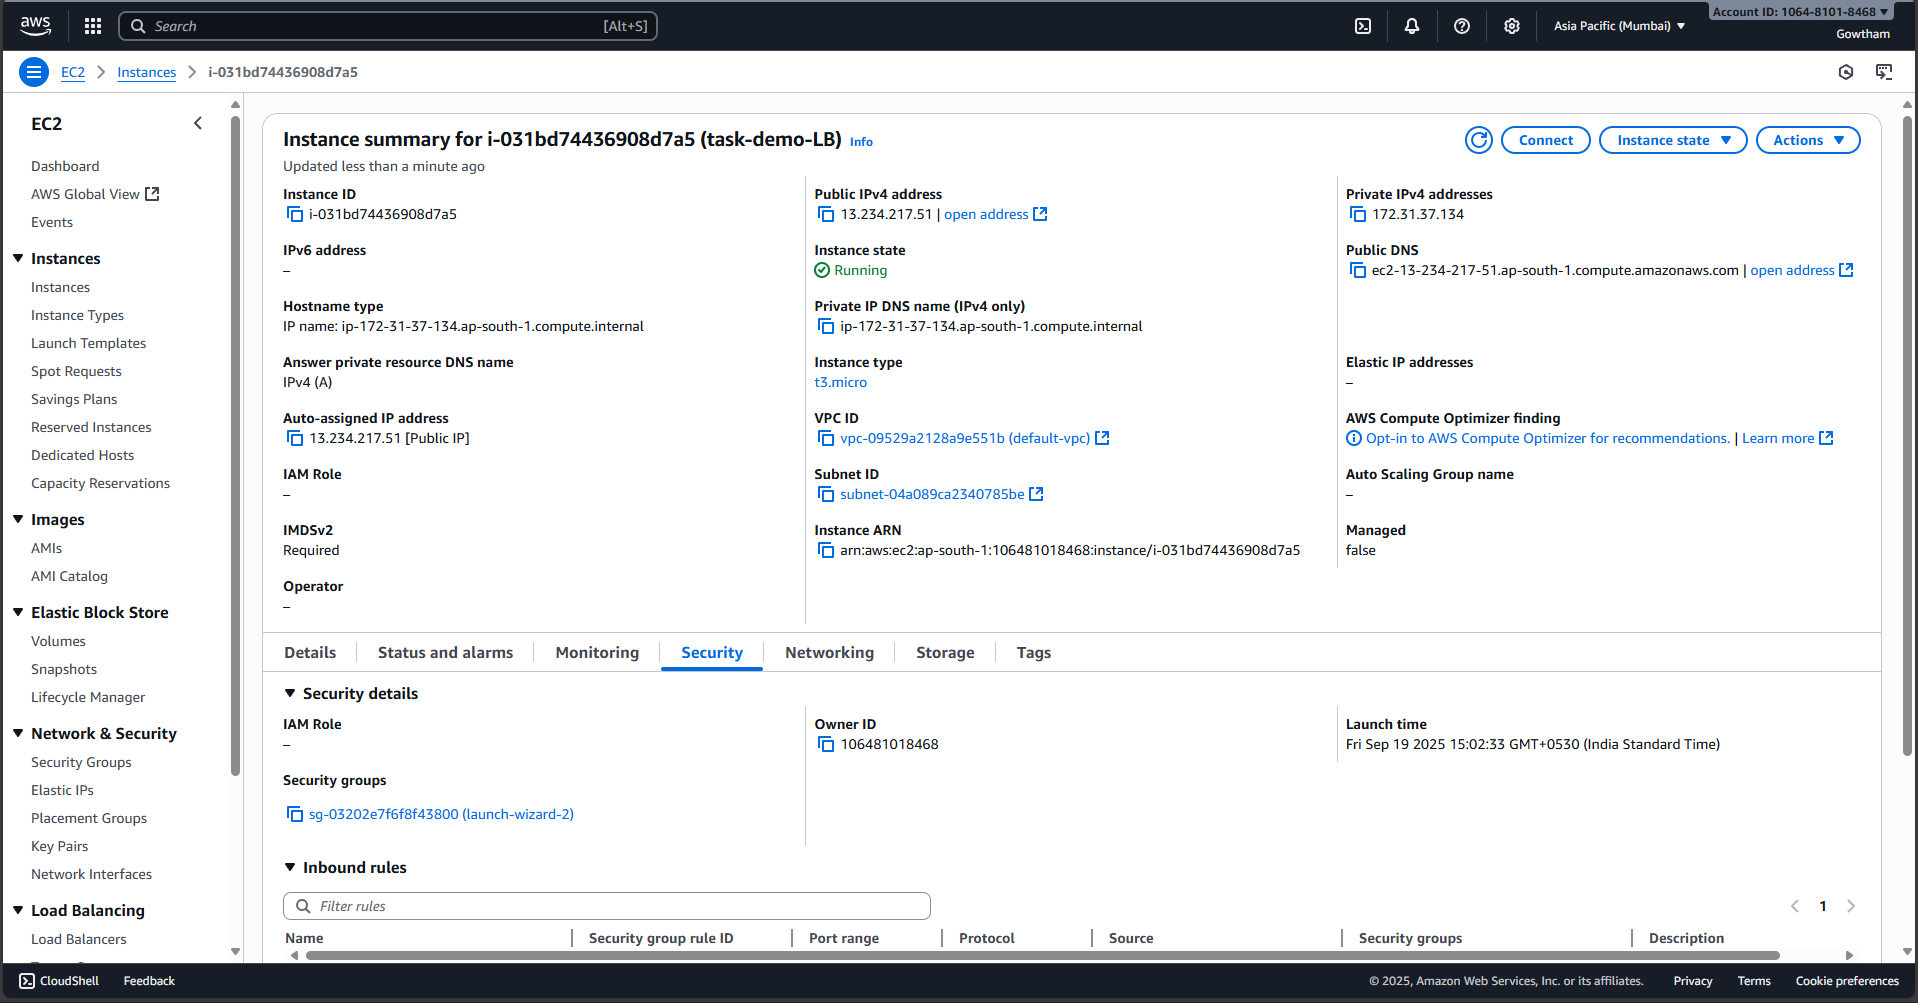 aws
Search [Alt+S]
Asia Pacific (Mumbai)
Account ID: 1064-8101-8468
Gowtham
EC2 > Instances > i-031bd74436908d7a5
EC2
Dashboard
AWS Global View
Events
Instances
Instances
Instance Types
Launch Templates
Spot Requests
Savings Plans
Reserved Instances
Dedicated Hosts
Capacity Reservations
Images
AMIs
AMI Catalog
Elastic Block Store
Volumes
Snapshots
Lifecycle Manager
Network & Security
Security Groups
Elastic IPs
Placement Groups
Key Pairs
Network Interfaces
Load Balancing
Load Balancers
Instance summary for i-031bd74436908d7a5 (task-demo-LB) Info
Updated less than a minute ago
Connect
Instance state
Actions
Instance ID
i-031bd74436908d7a5
Public IPv4 address
13.234.217.51 | open address
Private IPv4 addresses
172.31.37.134
IPv6 address
–
Instance state
Running
Public DNS
ec2-13-234-217-51.ap-south-1.compute.amazonaws.com | open address
Hostname type
IP name: ip-172-31-37-134.ap-south-1.compute.internal
Private IP DNS name (IPv4 only)
ip-172-31-37-134.ap-south-1.compute.internal
Answer private resource DNS name
IPv4 (A)
Instance type
t3.micro
Elastic IP addresses
–
Auto-assigned IP address
13.234.217.51 [Public IP]
VPC ID
vpc-09529a2128a9e551b (default-vpc)
AWS Compute Optimizer finding
Opt-in to AWS Compute Optimizer for recommendations. | Learn more
IAM Role
–
Subnet ID
subnet-04a089ca2340785be
Auto Scaling Group name
–
IMDSv2
Required
Instance ARN
arn:aws:ec2:ap-south-1:106481018468:instance/i-031bd74436908d7a5
Managed
false
Operator
–
Details
Status and alarms
Monitoring
Security
Networking
Storage
Tags
Security details
IAM Role
–
Owner ID
106481018468
Launch time
Fri Sep 19 2025 15:02:33 GMT+0530 (India Standard Time)
Security groups
sg-03202e7f6f8f43800 (launch-wizard-2)
Inbound rules
Filter rules
1
Name
Security group rule ID
Port range
Protocol
Source
Security groups
Description
CloudShell
Feedback
© 2025, Amazon Web Services, Inc. or its affiliates.
Privacy
Terms
Cookie preferences